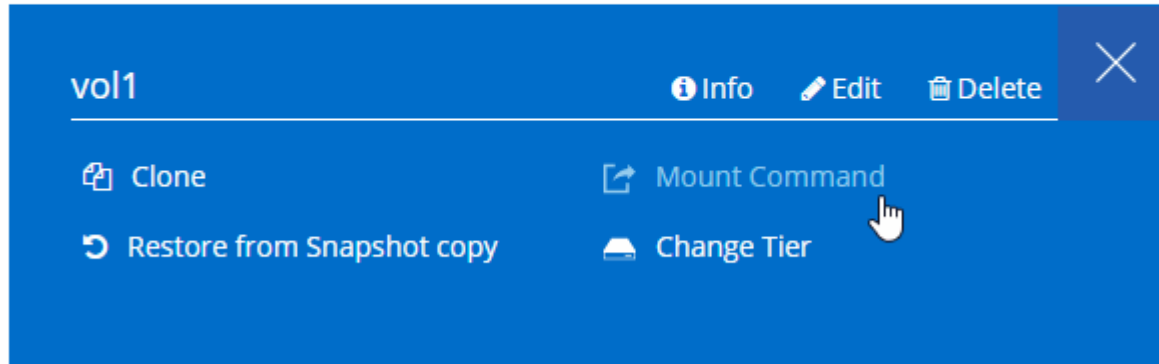 vol1 Info Edit Delete
Clone Mount Command
Restore from Snapshot copy Change Tier